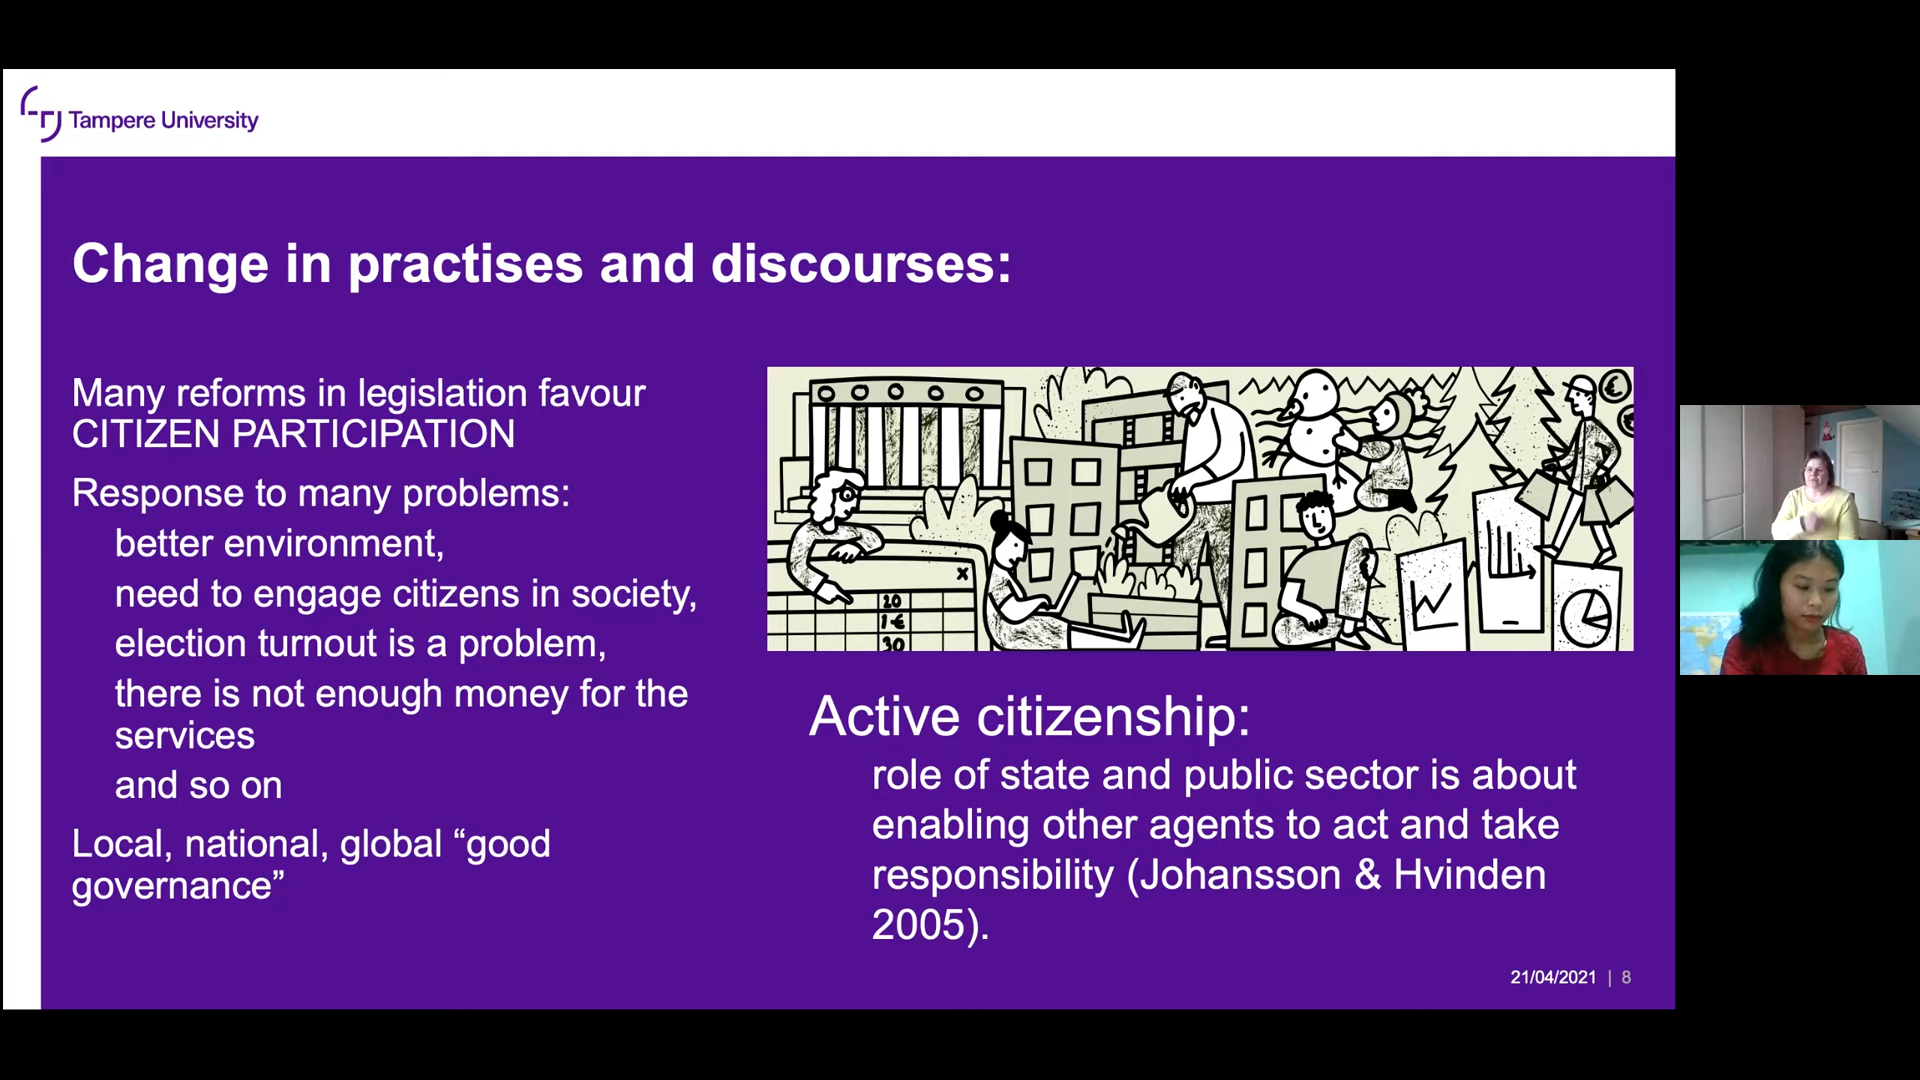 Tampere University
Change in practises and discourses:
Many reforms in legislation favour
CITIZEN PARTICIPATION
Response to many problems:
better environment,
need to engage citizens in society,
election turnout is a problem,
there is not enough money for the
services
and so on
Local, national, global “good
governance”
x
20
1€
30
€
Active citizenship:
role of state and public sector is about
enabling other agents to act and take
responsibility (Johansson & Hvinden
2005).
21/04/2021 | 8